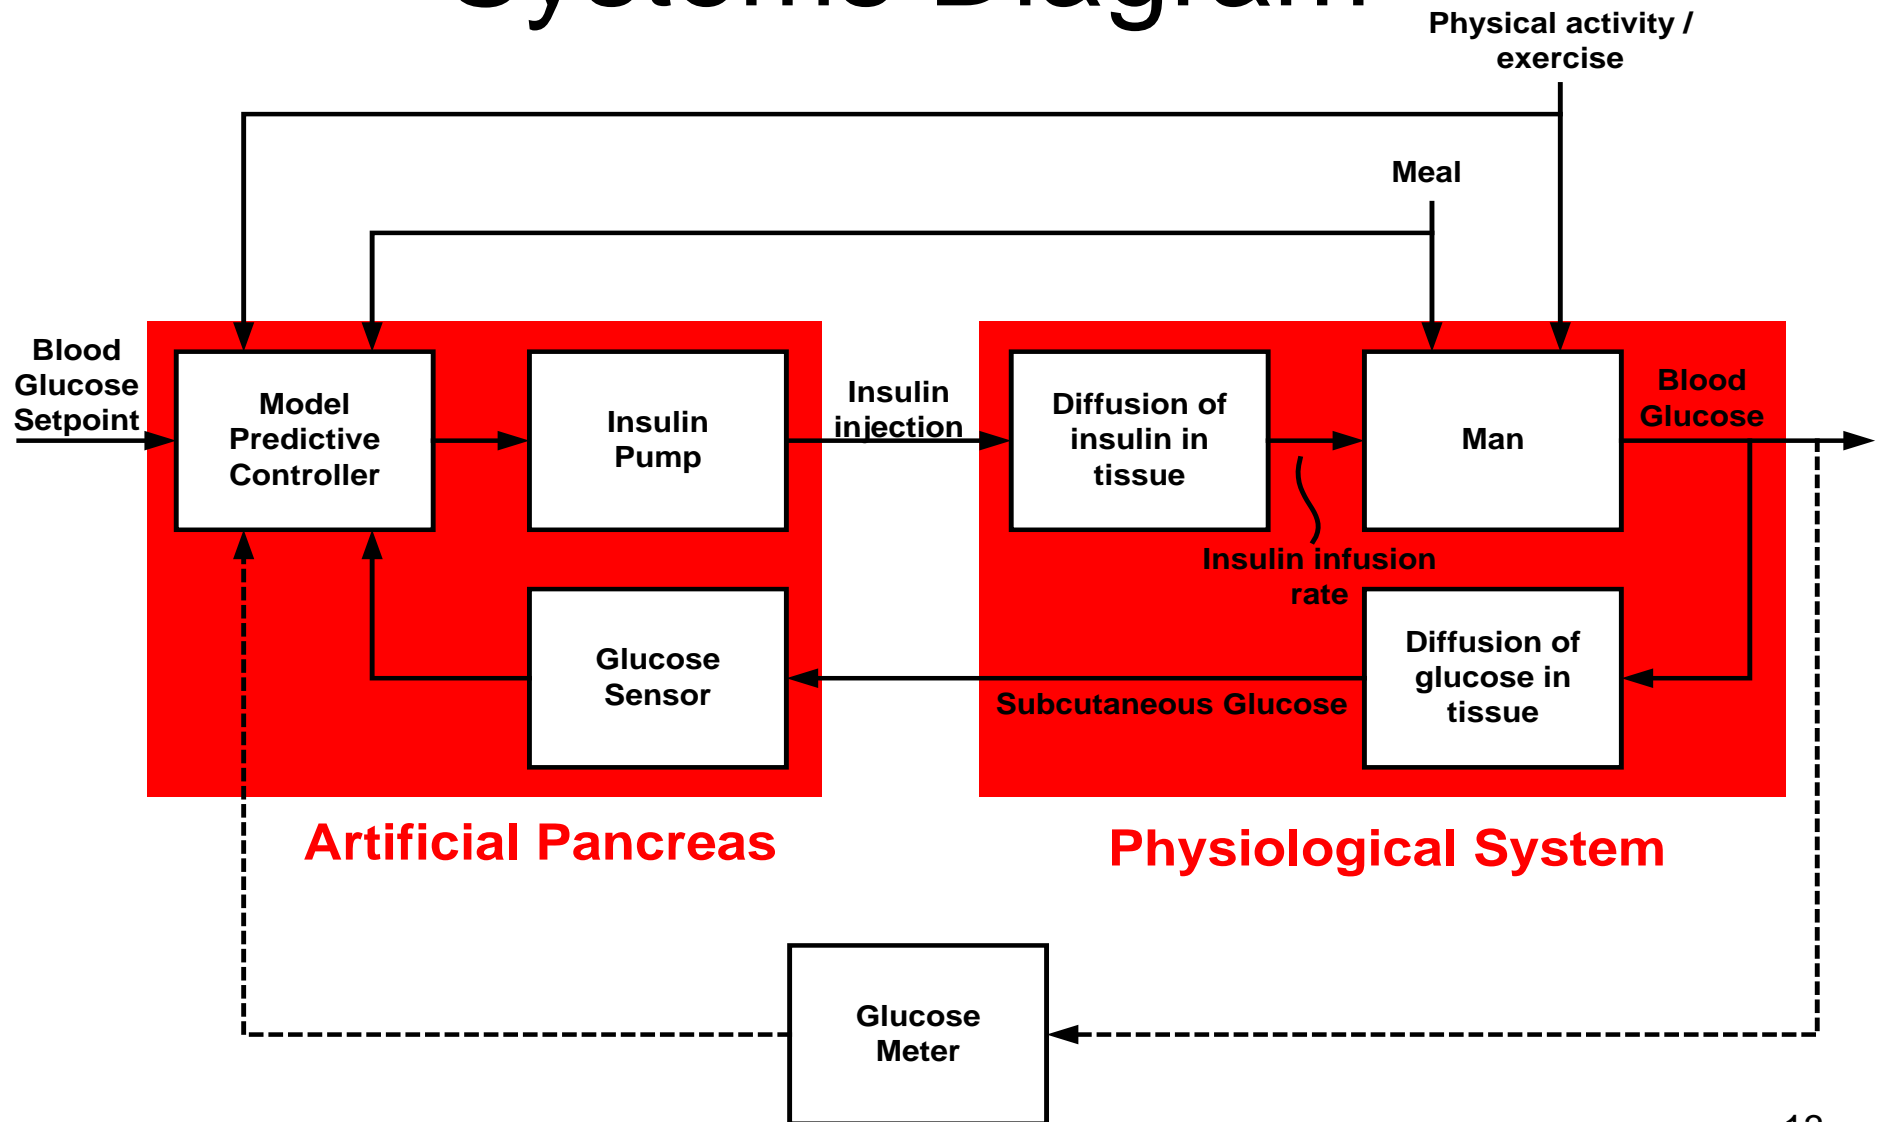 Systems Diagram
Physical activity /
exercise
Meal
Blood
Glucose
Setpoint
Model
Predictive
Controller
Insulin
Pump
Insulin
injection
Diffusion of
insulin in
tissue
Man
Blood
Glucose
Insulin infusion
rate
Glucose
Sensor
Subcutaneous Glucose
Diffusion of
glucose in
tissue
Artificial Pancreas
Physiological System
Glucose
Meter